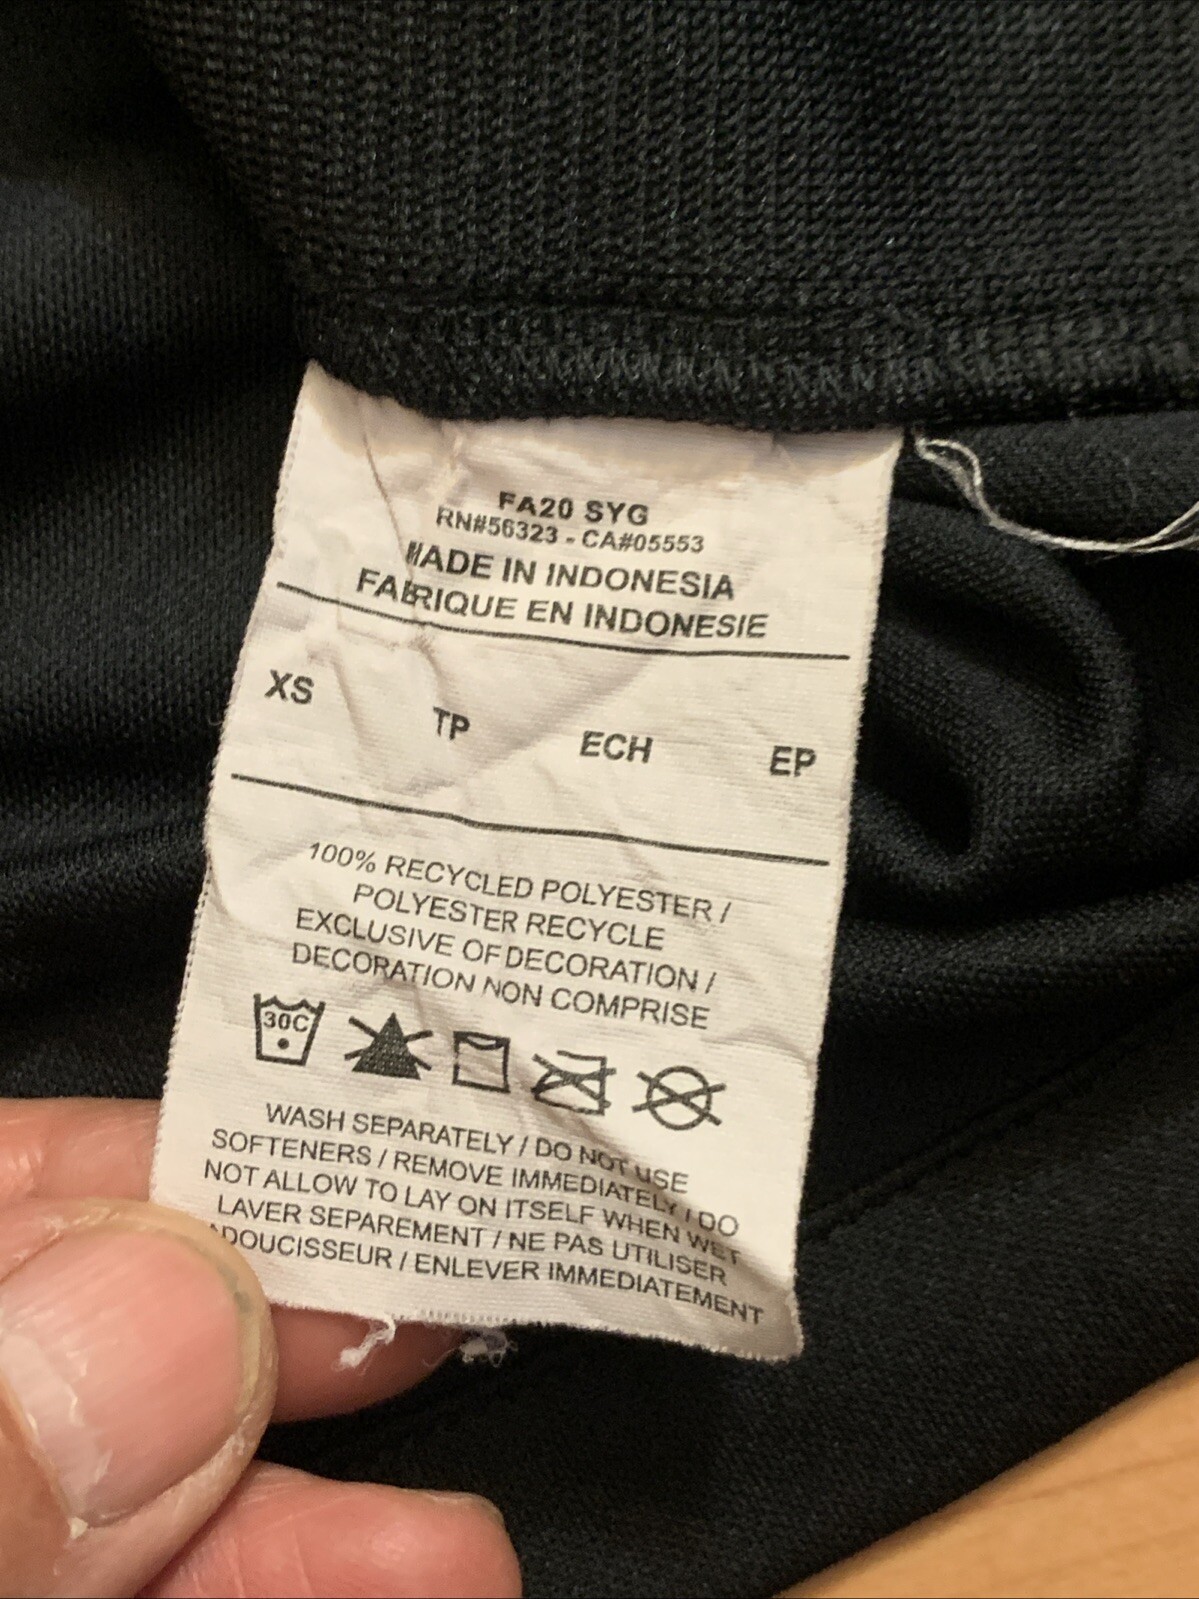 FA20 SYG
RN#56323 - CA#05553
MADE IN INDONESIA
FABRIQUE EN INDONESIE
XS TP ECH EP
100% RECYCLED POLYESTER /
POLYESTER RECYCLE
EXCLUSIVE OF DECORATION /
DECORATION NON COMPRISE
30C
WASH SEPARATELY / DO NOT USE
SOFTENERS / REMOVE IMMEDIATELY / DO
NOT ALLOW TO LAY ON ITSELF WHEN WET
LAVER SEPAREMENT / NE PAS UTILISER
ADOUCISSEUR / ENLEVER IMMEDIATEMENT